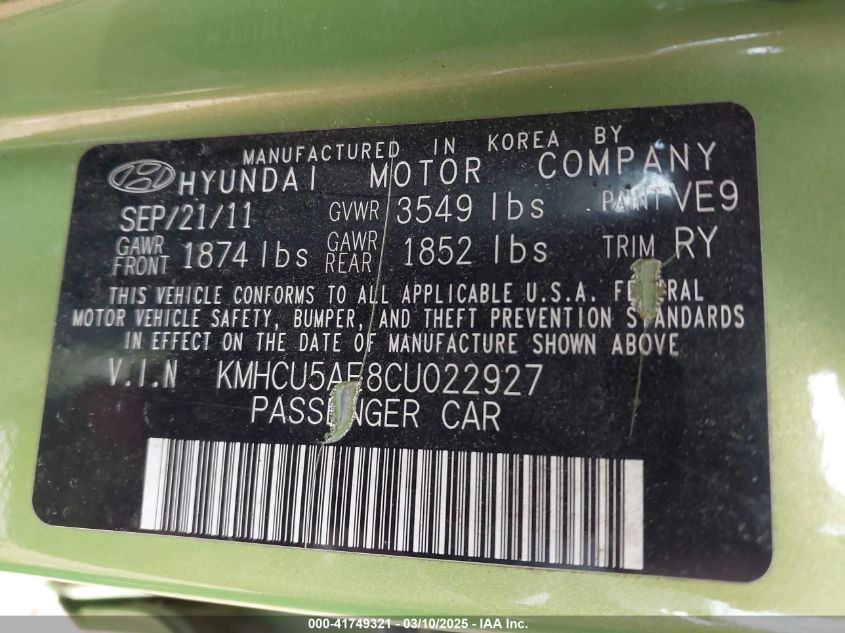 MANUFACTURED IN KOREA BY
HYUNDAI MOTOR COMPANY
SEP/21/11 GVWR 3549 lbs PAINT VE9
GAWR FRONT 1874 lbs GAWR REAR 1852 lbs TRIM RY
THIS VEHICLE CONFORMS TO ALL APPLICABLE U.S.A. FEDERAL
MOTOR VEHICLE SAFETY, BUMPER, AND THEFT PREVENTION STANDARDS
IN EFFECT ON THE DATE OF MANUFACTURE SHOWN ABOVE
V.I.N KMHCU5AE8CU022927
PASSENGER CAR
000-41749321 - 03/10/2025 - © IAA, Inc.